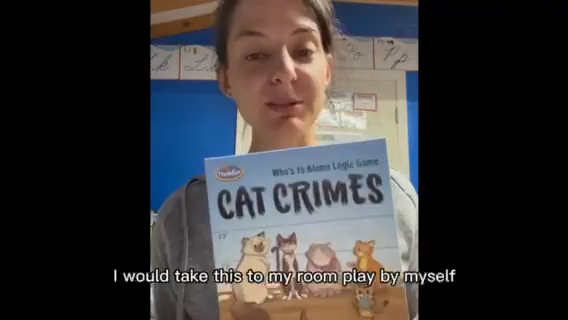 ThinkFun
Who's to Blame Logic Game
CAT CRIMES
I would take this to my room play by myself